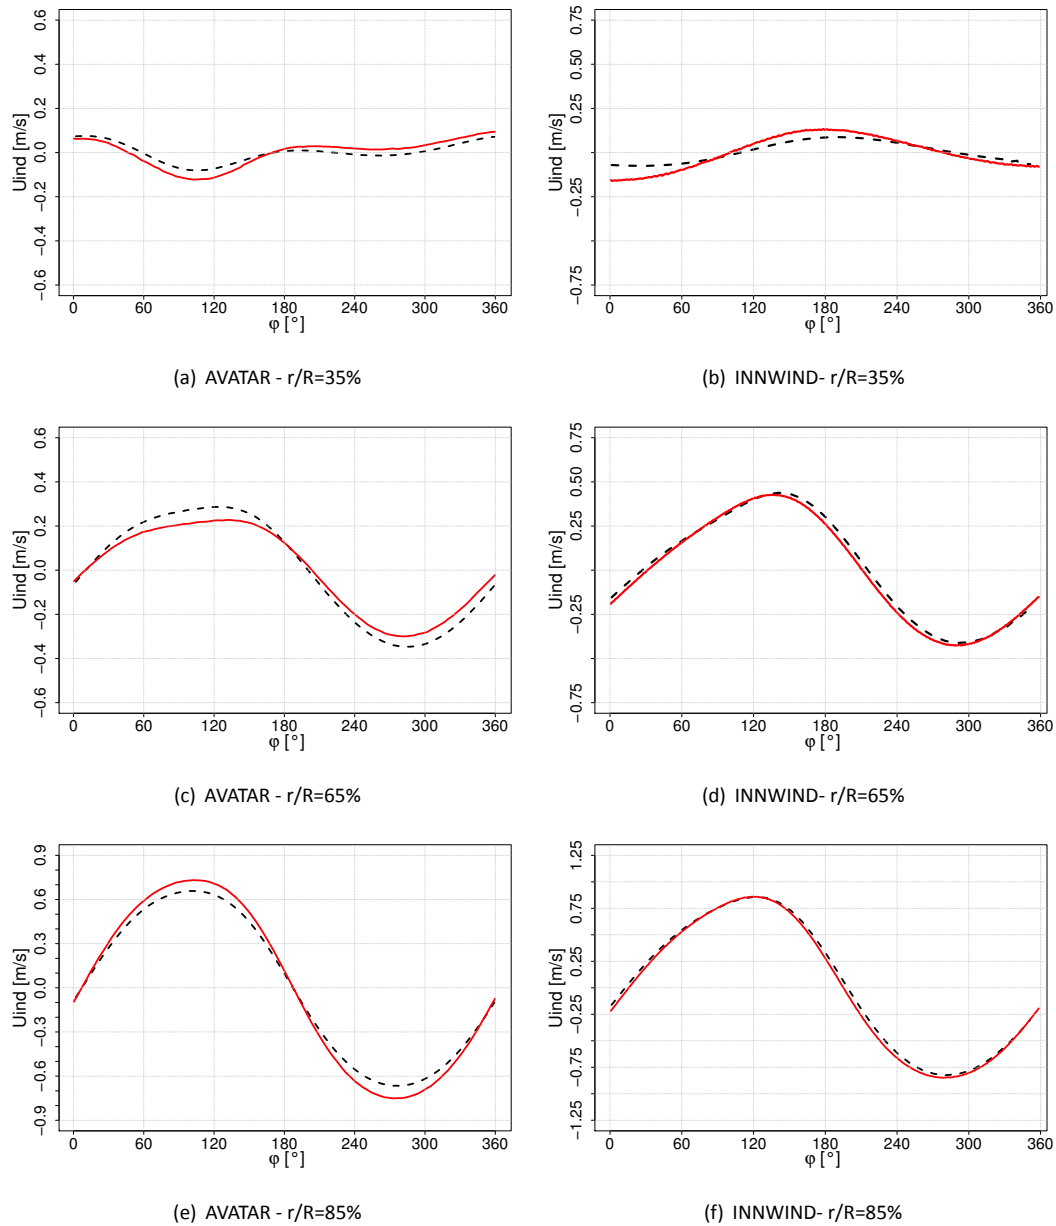 0.6
0.4
0.2
0.0
−0.2
−0.4
−0.6
Uind [m/s]
0 60 120 180 240 300 360
φ [°]
(a) AVATAR - r/R=35%
0.75
0.50
0.25
−0.25
−0.75
Uind [m/s]
0 60 120 180 240 300 360
φ [°]
(b) INNWIND- r/R=35%
0.6
0.4
0.2
0.0
−0.2
−0.4
−0.6
Uind [m/s]
0 60 120 180 240 300 360
φ [°]
(c) AVATAR - r/R=65%
0.75
0.50
0.25
−0.25
−0.75
Uind [m/s]
0 60 120 180 240 300 360
φ [°]
(d) INNWIND- r/R=65%
0.9
0.6
0.3
0.0
−0.3
−0.6
−0.9
Uind [m/s]
0 60 120 180 240 300 360
φ [°]
(e) AVATAR - r/R=85%
1.25
0.75
0.25
−0.25
−0.75
−1.25
Uind [m/s]
0 60 120 180 240 300 360
φ [°]
(f) INNWIND- r/R=85%